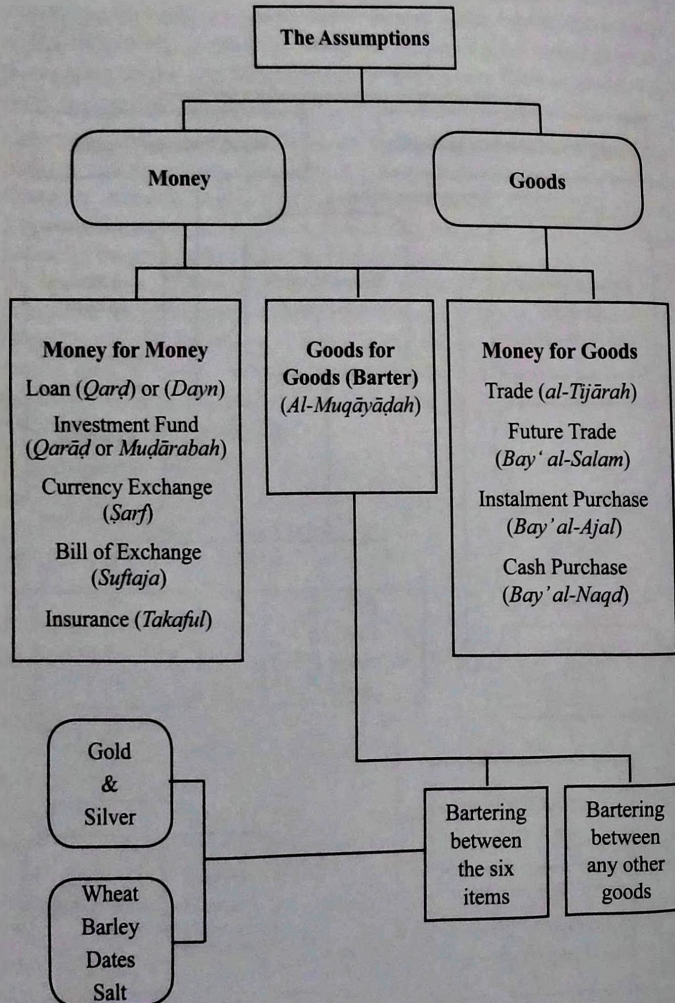 The Assumptions
Money
Goods
Money for Money
Loan (Qarḍ) or (Dayn)
Investment Fund
(Qarāḍ or Muḍārabah)
Currency Exchange
(Ṣarf)
Bill of Exchange
(Suftaja)
Insurance (Takaful)
Goods for
Goods (Barter)
(Al-Muqāyāḍah)
Money for Goods
Trade (al-Tijārah)
Future Trade
(Bay‘ al-Salam)
Instalment Purchase
(Bay’ al-Ajal)
Cash Purchase
(Bay’ al-Naqd)
Gold
&
Silver
Wheat
Barley
Dates
Salt
Bartering
between
the six
items
Bartering
between
any other
goods